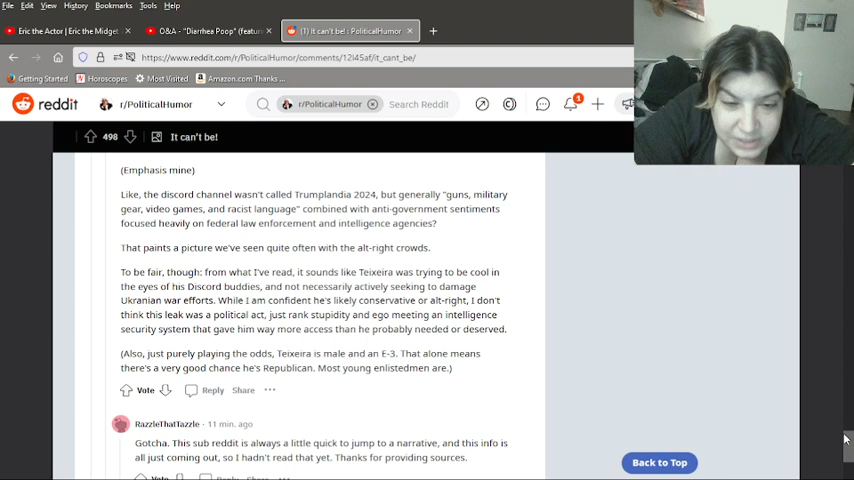 File Edit View History Bookmarks Tools Help
Eric the Actor | Eric the Midget
O&A - "Diarrhea Poop" (featur
(1) It can't be! : PoliticalHumor
https://www.reddit.com/r/PoliticalHumor/comments/12l45af/it_cant_be/
Getting Started Horoscopes Most Visited Amazon.com Thanks ...
reddit r/PoliticalHumor r/PoliticalHumor Search Reddit 1
498 It can't be!
(Emphasis mine)
Like, the discord channel wasn't called Trumplandia 2024, but generally "guns, military
gear, video games, and racist language" combined with anti-government sentiments
focused heavily on federal law enforcement and intelligence agencies?
That paints a picture we've seen quite often with the alt-right crowds.
To be fair, though: from what I've read, it sounds like Teixeira was trying to be cool in
the eyes of his Discord buddies, and not necessarily actively seeking to damage
Ukranian war efforts. While I am confident he's likely conservative or alt-right, I don't
think this leak was a political act, just rank stupidity and ego meeting an intelligence
security system that gave him way more access than he probably needed or deserved.
(Also, just purely playing the odds, Teixeira is male and an E-3. That alone means
there's a very good chance he's Republican. Most young enlistedmen are.)
Vote Reply Share ...
RazzleThatTazzle · 11 min. ago
Gotcha. This sub reddit is always a little quick to jump to a narrative, and this info is
all just coming out, so I hadn't read that yet. Thanks for providing sources.
Vote Reply Share ...
Back to Top